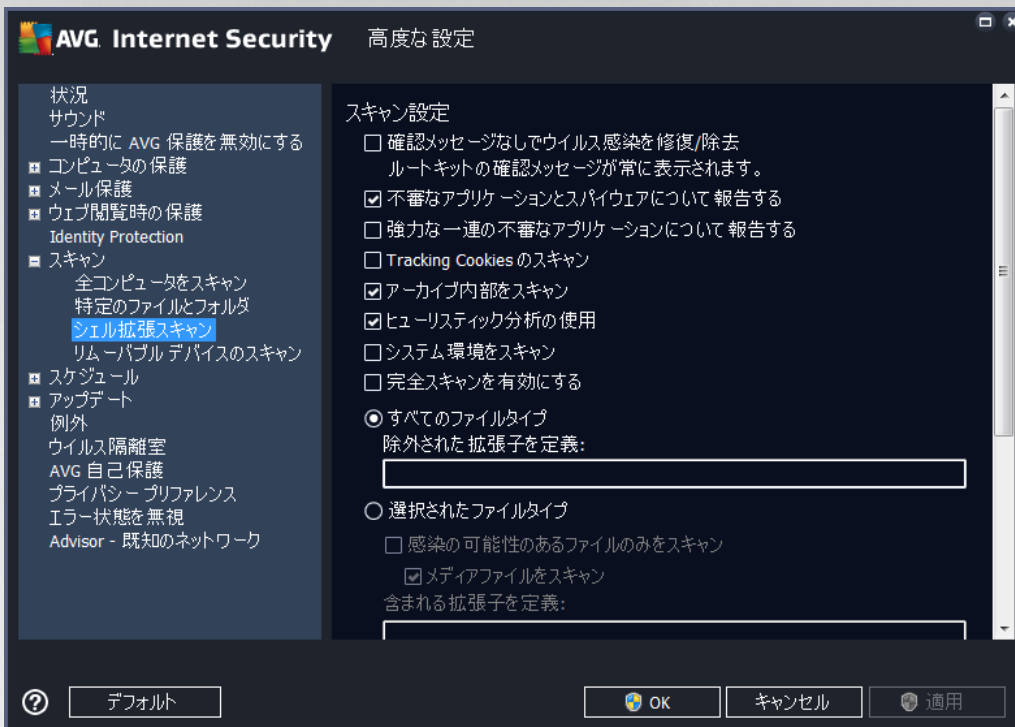 AVG Internet Security 高度な設定
状況
サウンド
一時的に AVG 保護を無効にする
コンピュータの保護
メール保護
ウェブ閲覧時の保護
Identity Protection
スキャン
全コンピュータをスキャン
特定のファイルとフォルダ
シェル拡張スキャン
リムーバブル デバイスのスキャン
スケジュール
アップデート
例外
ウイルス隔離室
AVG 自己保護
プライバシー プリファレンス
エラー状態を無視
Advisor - 既知のネットワーク
スキャン設定
確認メッセージなしでウイルス感染を修復/除去
ルートキットの確認メッセージが常に表示されます。
不審なアプリケーションとスパイウェアについて報告する
強力な一連の不審なアプリケーションについて報告する
Tracking Cookies のスキャン
アーカイブ内部をスキャン
ヒューリスティック分析の使用
システム環境をスキャン
完全スキャンを有効にする
すべてのファイルタイプ
除外された拡張子を定義:
選択されたファイルタイプ
感染の可能性のあるファイルのみをスキャン
メディアファイルをスキャン
含まれる拡張子を定義:
デフォルト
OK
キャンセル
適用